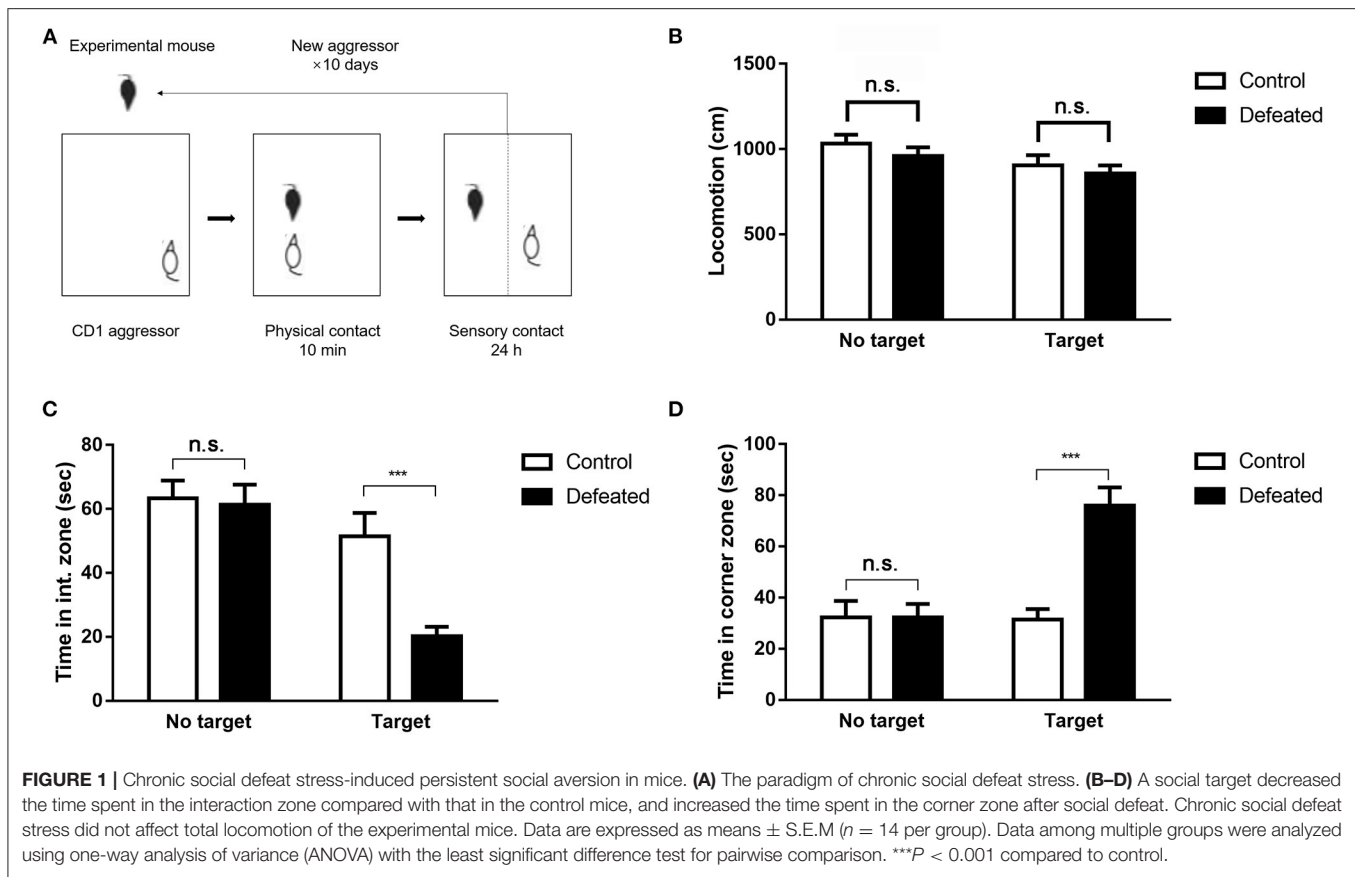 A
Experimental mouse
New aggressor
×10 days
CD1 aggressor
Physical contact
10 min
Sensory contact
24 h
B
Locomotion (cm)
1500
1000
500
0
n.s.
n.s.
No target
Target
Control
Defeated
C
Time in int. zone (sec)
80
60
40
20
0
n.s.
***
No target
Target
Control
Defeated
D
Time in corner zone (sec)
100
80
60
40
20
0
n.s.
***
No target
Target
Control
Defeated
FIGURE 1 | Chronic social defeat stress-induced persistent social aversion in mice. (A) The paradigm of chronic social defeat stress. (B–D) A social target decreased
the time spent in the interaction zone compared with that in the control mice, and increased the time spent in the corner zone after social defeat. Chronic social defeat
stress did not affect total locomotion of the experimental mice. Data are expressed as means ± S.E.M (n = 14 per group). Data among multiple groups were analyzed
using one-way analysis of variance (ANOVA) with the least significant difference test for pairwise comparison. ***P < 0.001 compared to control.